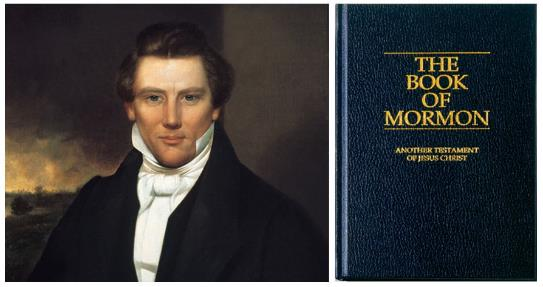 THE
BOOK
OF
MORMON
ANOTHER TESTAMENT
OF JESUS CHRIST